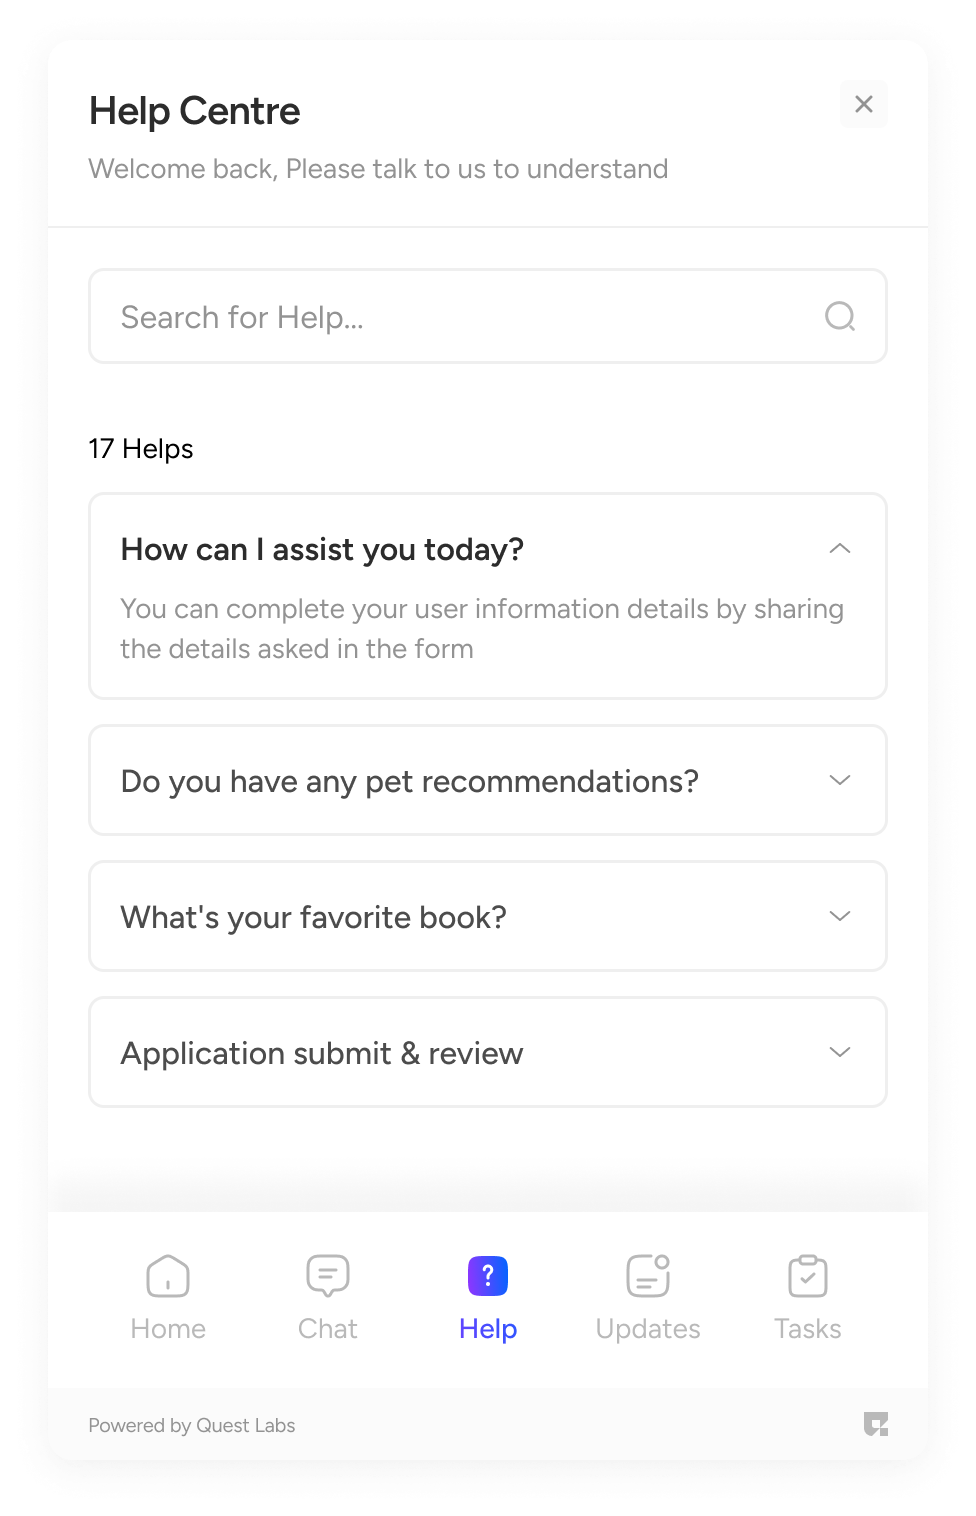 Help Centre
Welcome back, Please talk to us to understand
Search for Help...
17 Helps
How can I assist you today?
You can complete your user information details by sharing
the details asked in the form
Do you have any pet recommendations?
What's your favorite book?
Application submit & review
?
Home Chat Help Updates Tasks
Powered by Quest Labs